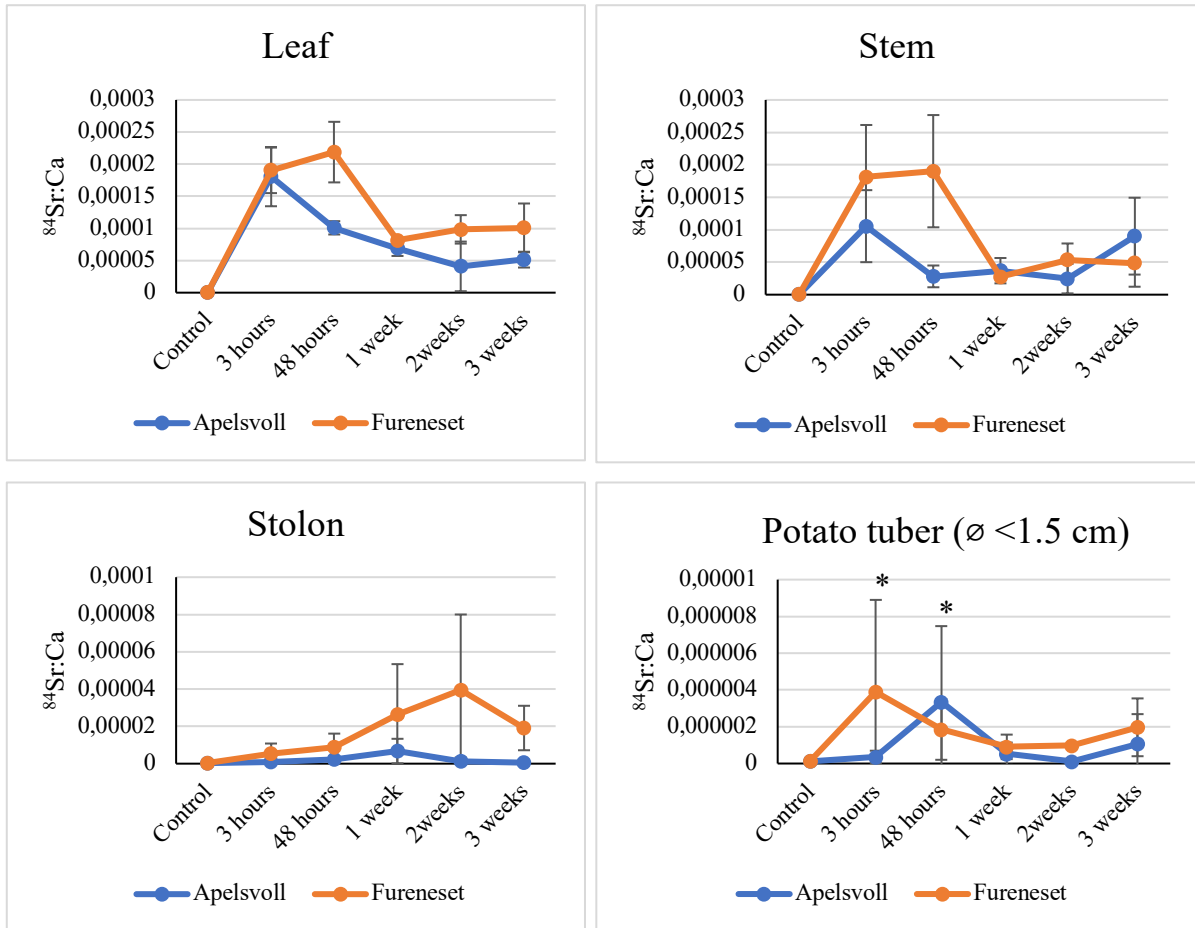 Leaf
0,0003
0,00025
0,0002
0,00015
0,0001
0,00005
0
⁸⁴Sr:Ca
Control
3 hours
48 hours
1 week
2weeks
3 weeks
Apelsvoll
Fureneset
Stem
0,0003
0,00025
0,0002
0,00015
0,0001
0,00005
0
⁸⁴Sr:Ca
Control
3 hours
48 hours
1 week
2weeks
3 weeks
Apelsvoll
Fureneset
Stolon
0,0001
0,00008
0,00006
0,00004
0,00002
0
⁸⁴Sr:Ca
Control
3 hours
48 hours
1 week
2weeks
3 weeks
Apelsvoll
Fureneset
Potato tuber (⌀ <1.5 cm)
0,00001
0,000008
0,000006
0,000004
0,000002
0
⁸⁴Sr:Ca
*
*
Control
3 hours
48 hours
1 week
2weeks
3 weeks
Apelsvoll
Fureneset